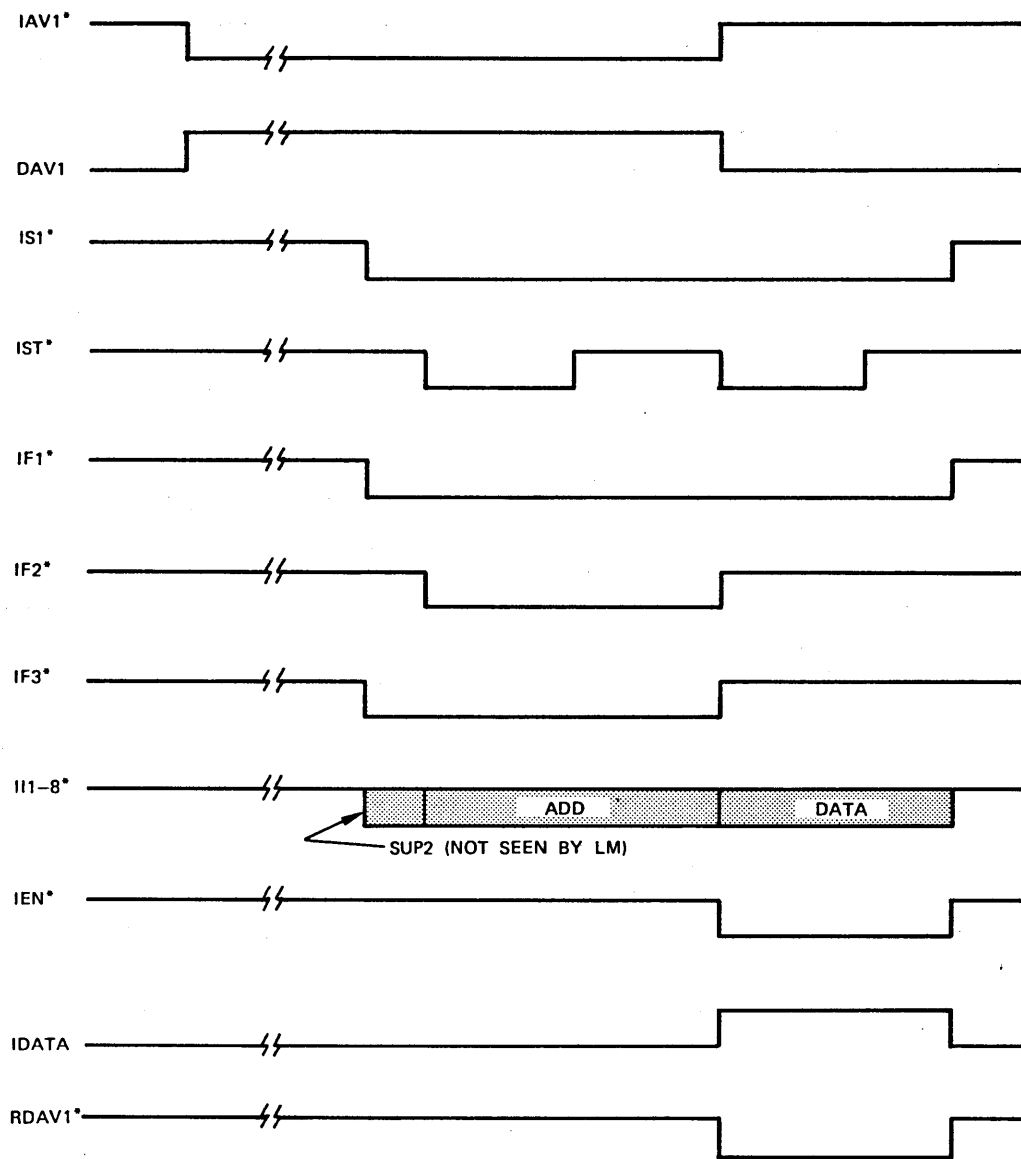 IAV1*
DAV1
IS1*
IST*
IF1*
IF2*
IF3*
II1-8*
ADD
DATA
SUP2 (NOT SEEN BY LM)
IEN*
IDATA
RDAV1*